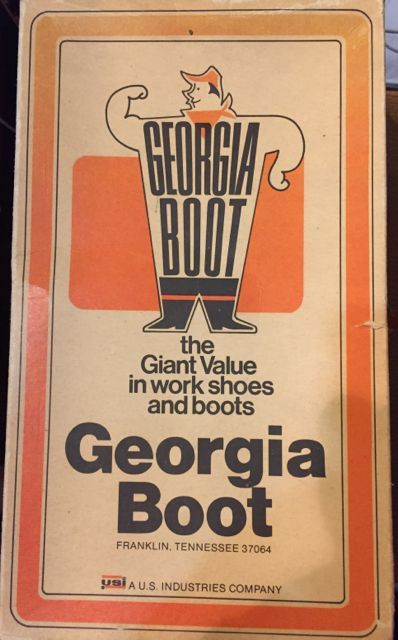 GEORGIA
BOOT
the
Giant Value
in work shoes
and boots
Georgia
Boot
FRANKLIN, TENNESSEE 37064
usi A U.S. INDUSTRIES COMPANY